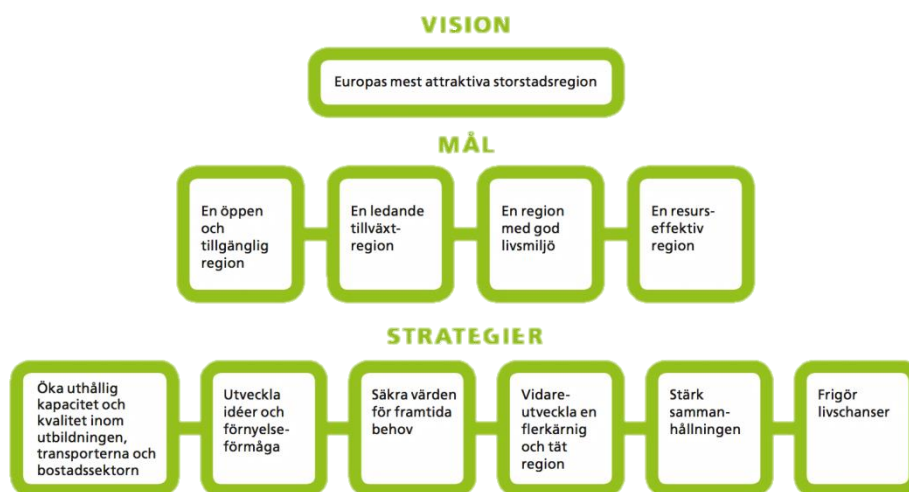 VISION
Europas mest attraktiva storstadsregion
MÅL
En öppen
och
tillgänglig
region
En ledande
tillväxt-
region
En region
med god
livsmiljö
En resurs-
effektiv
region
STRATEGIER
Öka uthållig
kapacitet och
kvalitet inom
utbildningen,
transporterna och
bostadssektorn
Utveckla
idéer och
förnyelse-
förmåga
Säkra värden
för framtida
behov
Vidare-
utveckla en
flerkärnig
och tät
region
Stärk
samman-
hållningen
Frigör
livschanser